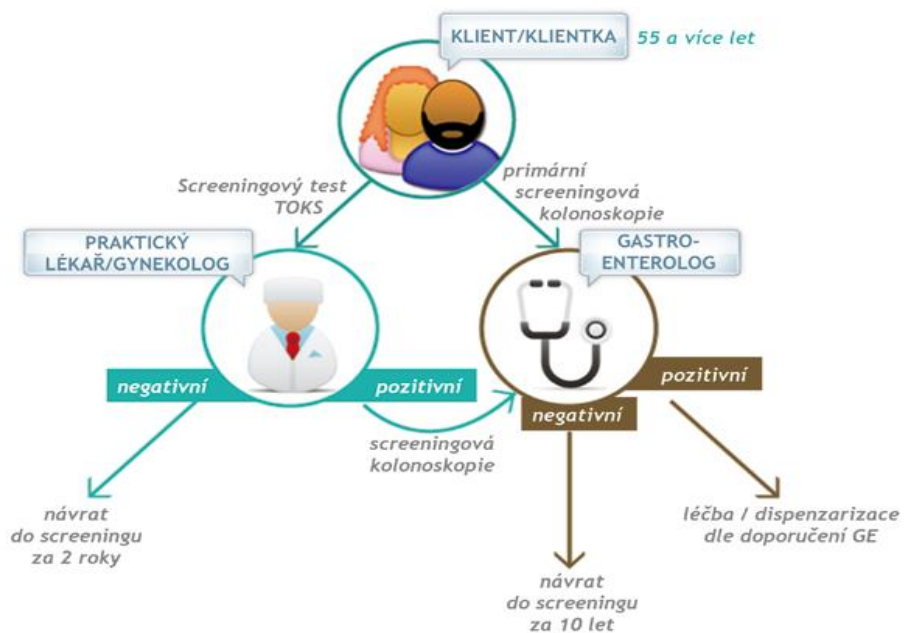 KLIENT/KLIENTKA
55 a více let
Screeningový test
TOKS
primární
screeningová
kolonoskopie
PRAKTICKÝ
LÉKAŘ/GYNEKOLOG
GASTRO-
ENTEROLOG
negativní
pozitivní
negativní
pozitivní
screeningová
kolonoskopie
návrat
do screeningu
za 2 roky
léčba / dispenzarizace
dle doporučení GE
návrat
do screeningu
za 10 let